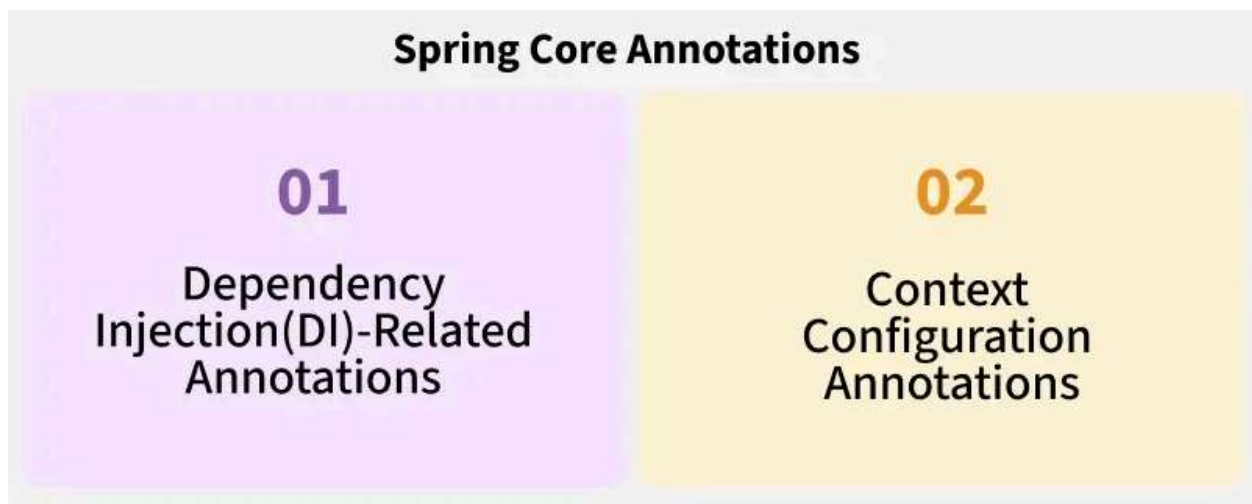 Spring Core Annotations
01
Dependency
Injection(DI)-Related
Annotations
02
Context
Configuration
Annotations